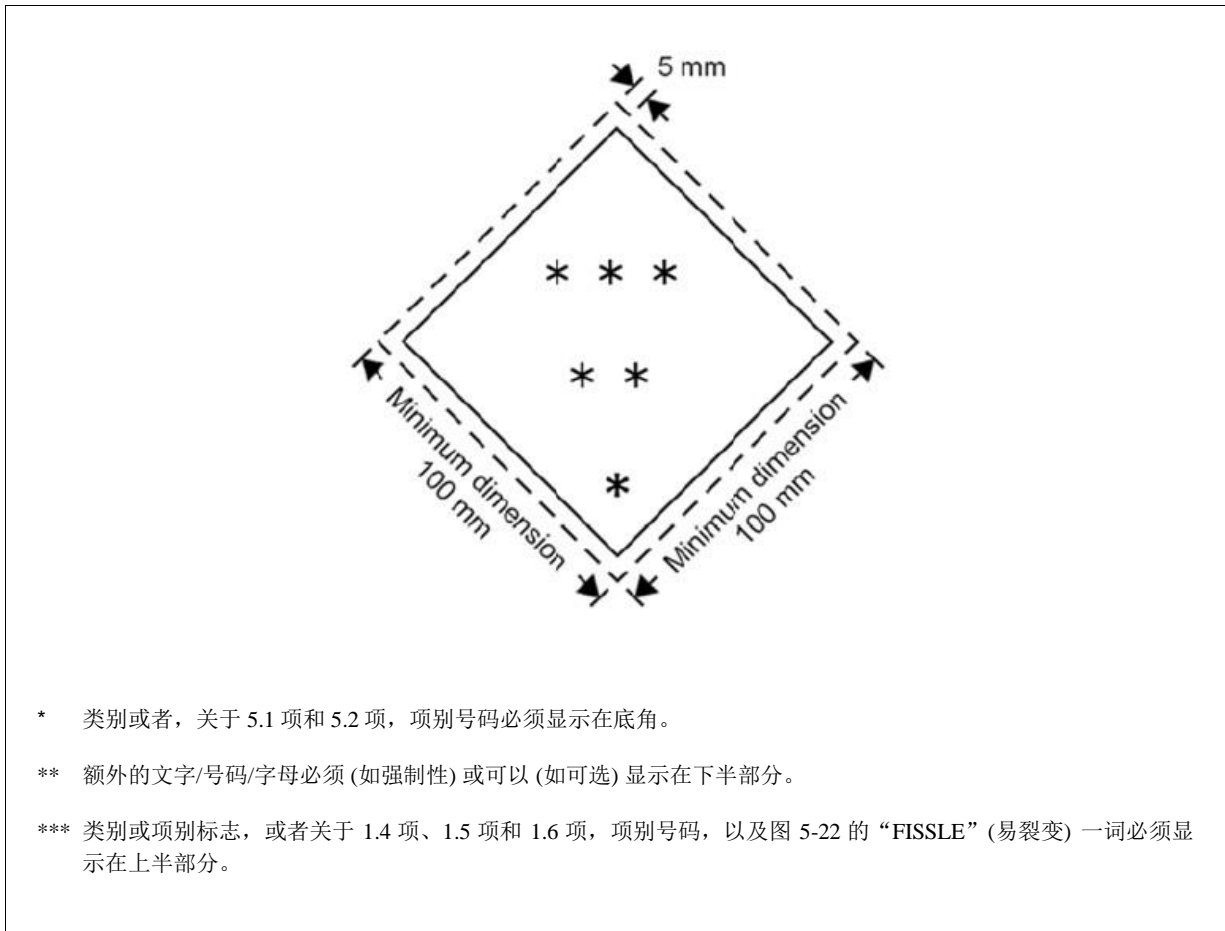 5 mm
* * *
* *
*
Minimum dimension
100 mm
Minimum dimension
100 mm
* 类别或者，关于 5.1 项和 5.2 项，项别号码必须显示在底角。
** 额外的文字/号码/字母必须 (如强制性) 或可以 (如可选) 显示在下半部分。
*** 类别或项别标志，或者关于 1.4 项、1.5 项和 1.6 项，项别号码，以及图 5-22 的“FISSLE”(易裂变) 一词必须显
示在上半部分。